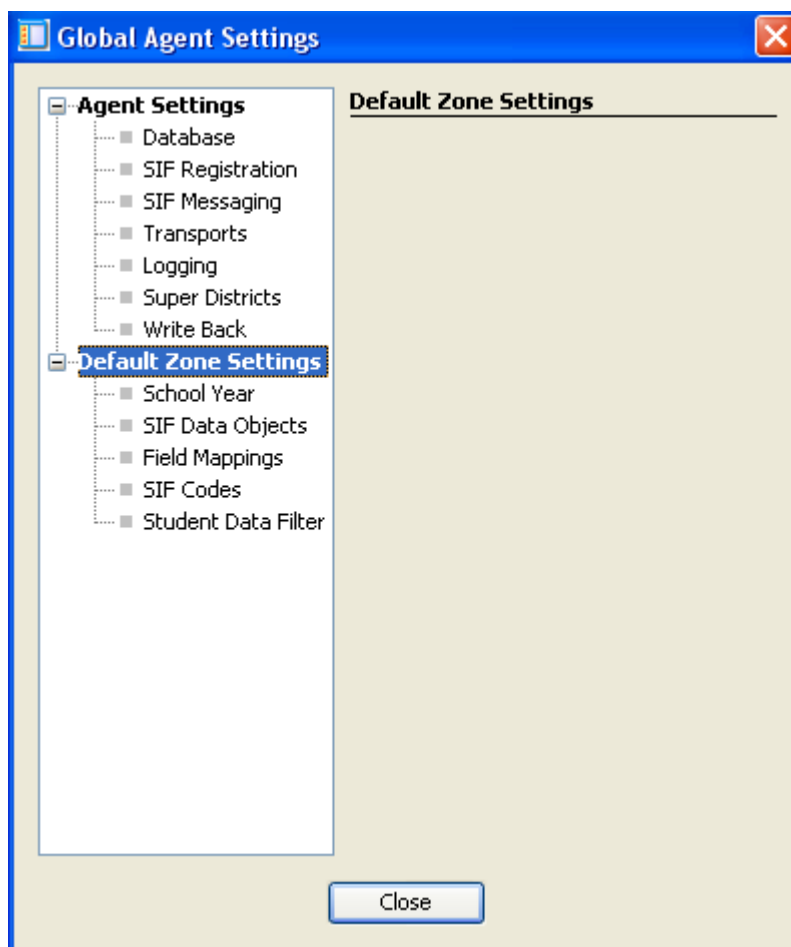 Global Agent Settings
Agent Settings
Database
SIF Registration
SIF Messaging
Transports
Logging
Super Districts
Write Back
Default Zone Settings
School Year
SIF Data Objects
Field Mappings
SIF Codes
Student Data Filter
Default Zone Settings
Close